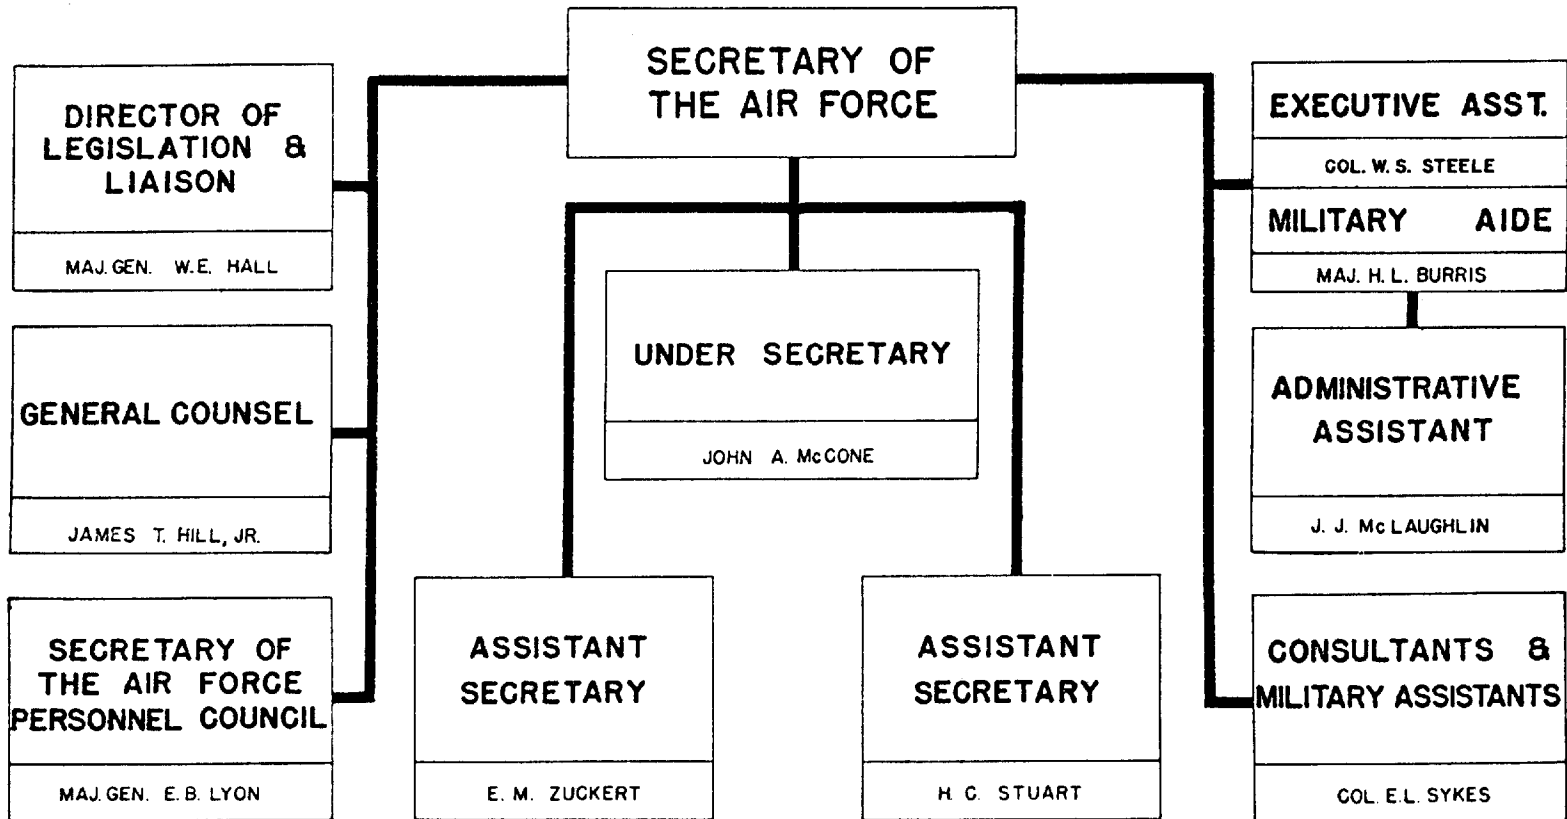 SECRETARY OF
THE AIR FORCE
DIRECTOR OF
LEGISLATION &
LIAISON
MAJ. GEN. W.E. HALL
EXECUTIVE ASST.
COL. W. S. STEELE
MILITARY AIDE
MAJ. H. L. BURRIS
UNDER SECRETARY
JOHN A. McCONE
GENERAL COUNSEL
JAMES T. HILL, JR.
ADMINISTRATIVE
ASSISTANT
J. J. McLAUGHLIN
SECRETARY OF
THE AIR FORCE
PERSONNEL COUNCIL
MAJ. GEN. E. B. LYON
ASSISTANT
SECRETARY
E. M. ZUCKERT
ASSISTANT
SECRETARY
H. C. STUART
CONSULTANTS &
MILITARY ASSISTANTS
COL. E.L. SYKES